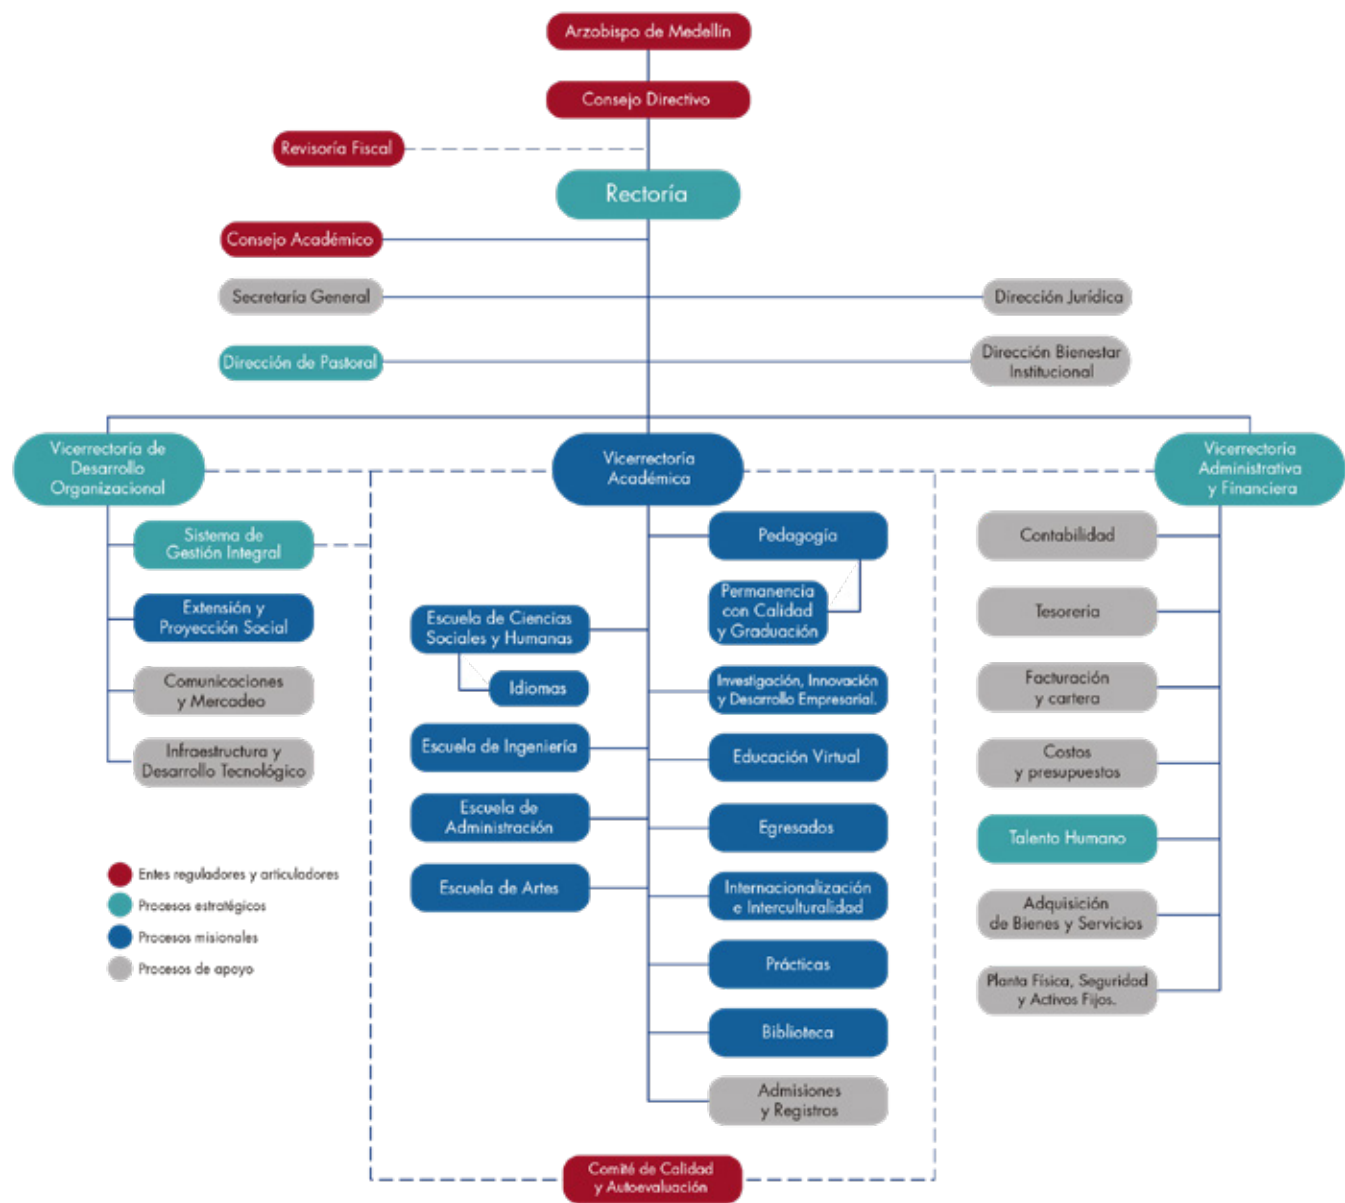 Arzobispo de Medellín
Consejo Directivo
Revisoría Fiscal
Rectoría
Consejo Académico
Secretaría General
Dirección Jurídica
Dirección de Pastoral
Dirección Bienestar
Institucional
Vicerrectoría de
Desarrollo
Organizacional
Vicerrectoría
Académica
Vicerrectoría
Administrativa
y Financiera
Sistema de
Gestión Integral
Extensión y
Proyección Social
Comunicaciones
y Mercadeo
Infraestructura y
Desarrollo Tecnológico
Escuela de Ciencias
Sociales y Humanas
Idiomas
Escuela de Ingeniería
Escuela de
Administración
Escuela de Artes
Pedagogía
Permanencia
con Calidad
y Graduación
Investigación, Innovación
y Desarrollo Empresarial.
Educación Virtual
Egresados
Internacionalización
e Interculturalidad
Prácticas
Biblioteca
Admisiones
y Registros
Contabilidad
Tesorería
Facturación
y cartera
Costos
y presupuestos
Talento Humano
Adquisición
de Bienes y Servicios
Planta Física, Seguridad
y Activos Fijos.
Entes reguladores y articuladores
Procesos estratégicos
Procesos misionales
Procesos de apoyo
Comité de Calidad
y Autoevaluación